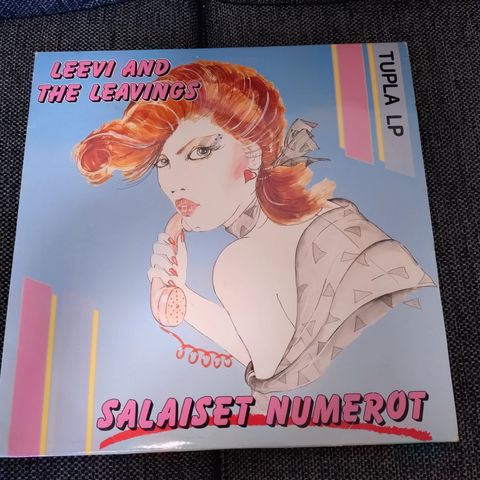 LEEVI AND
THE LEAVINGS
TUPLA LP
SALAISET NUMEROT